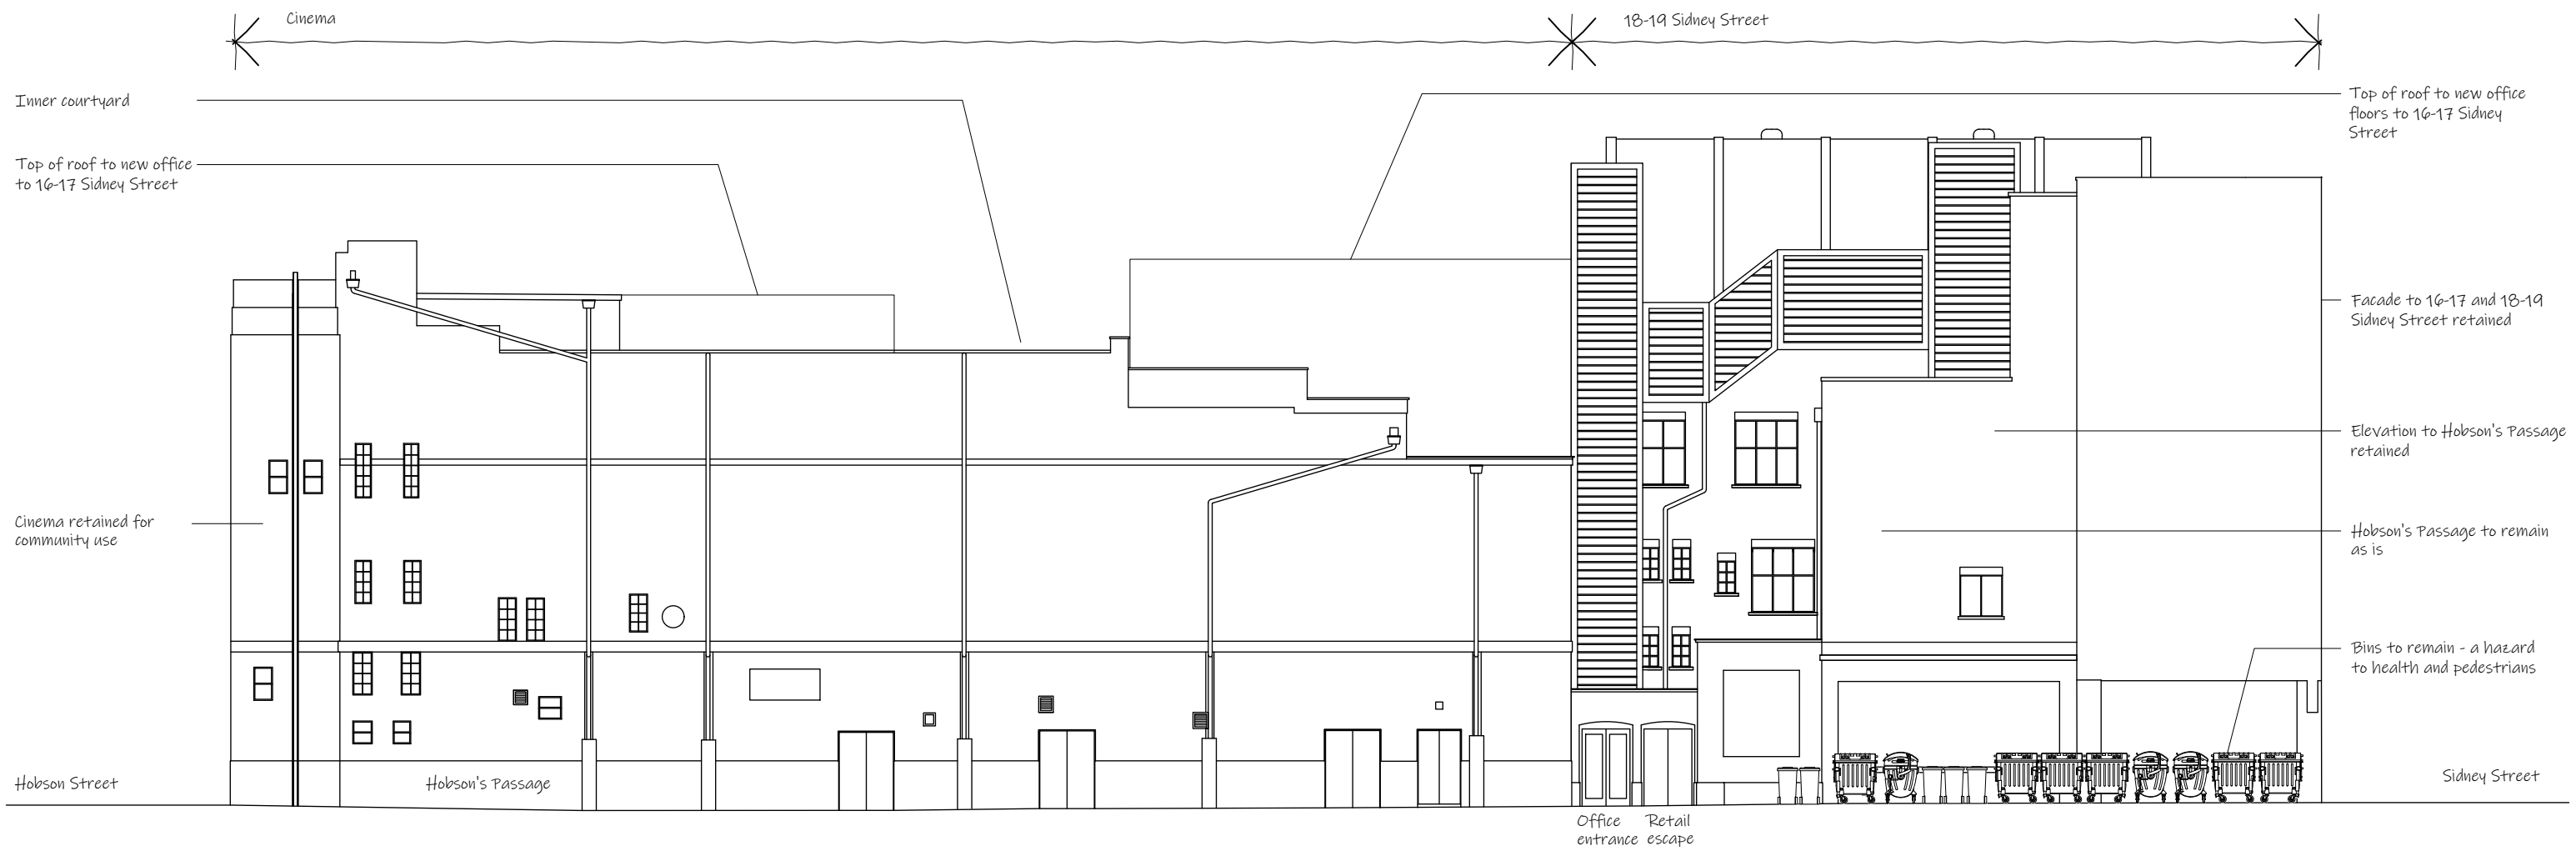 Cinema
18-19 Sidney Street
Inner courtyard
Top of roof to new office
to 16-17 Sidney Street
Top of roof to new office
floors to 16-17 Sidney
Street
Facade to 16-17 and 18-19
Sidney Street retained
Elevation to Hobson's Passage
retained
Cinema retained for
community use
Hobson's Passage to remain
as is
Bins to remain - a hazard
to health and pedestrians
Hobson Street
Hobson's Passage
Sidney Street
Office
entrance
Retail
escape